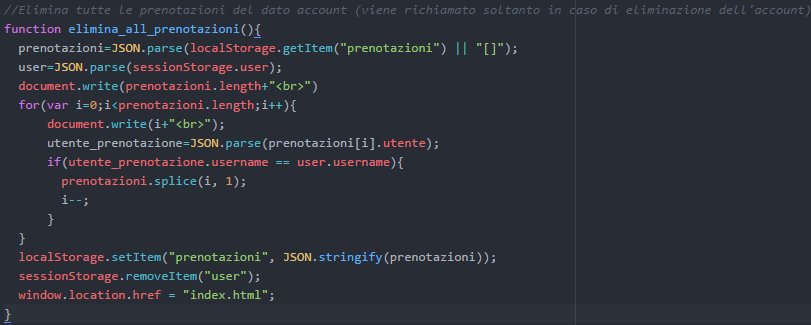 //Elimina tutte le prenotazioni del dato account (viene richiamato soltanto in caso di eliminazione dell'account)
function elimina_all_prenotazioni(){
prenotazioni=JSON.parse(localStorage.getItem("prenotazioni") || "[]");
user=JSON.parse(sessionStorage.user);
document.write(prenotazioni.length+"<br>")
for(var i=0;i<prenotazioni.length;i++){
document.write(i+"<br>");
utente_prenotazione=JSON.parse(prenotazioni[i].utente);
if(utente_prenotazione.username == user.username){
prenotazioni.splice(i, 1);
i--;
}
}
localStorage.setItem("prenotazioni", JSON.stringify(prenotazioni));
sessionStorage.removeItem("user");
window.location.href = "index.html";
}